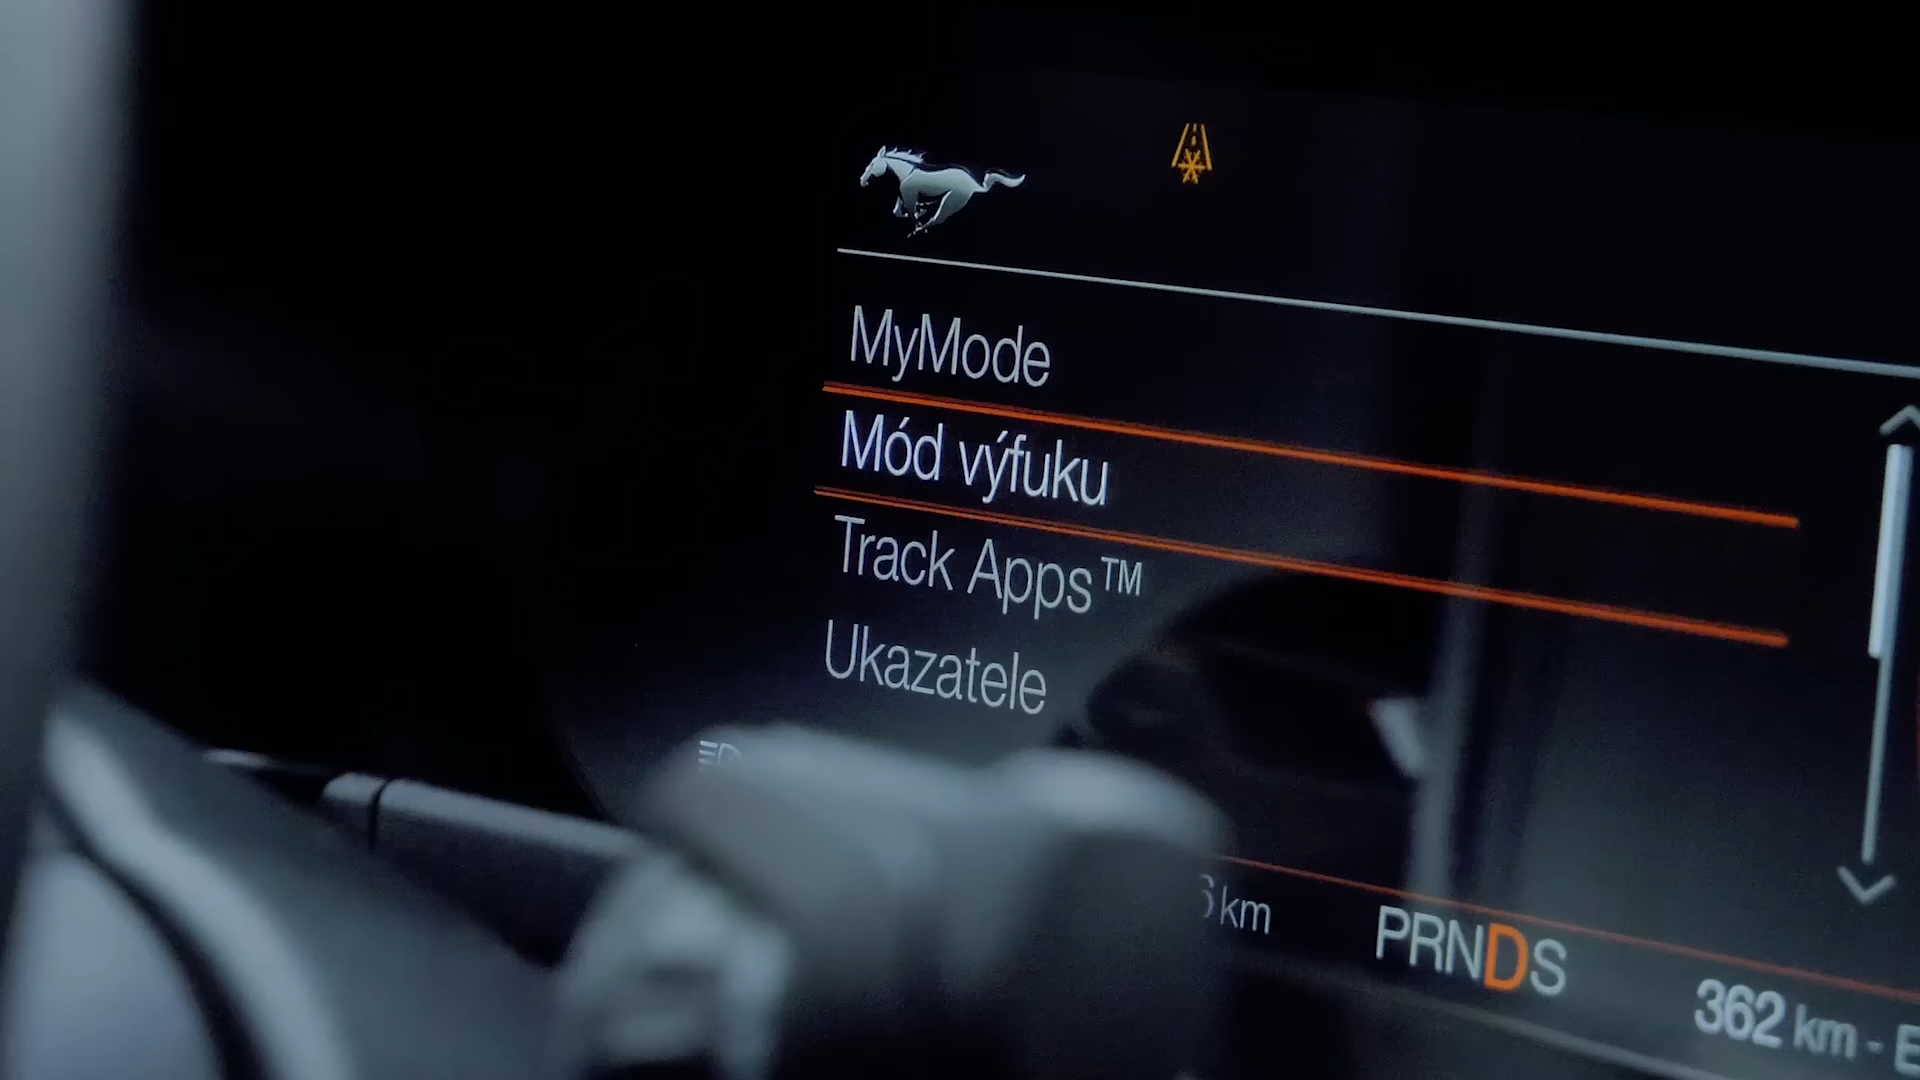 MyMode
Mód výfuku
Track Apps™
Ukazatele
km
PRNDS
362 km - E